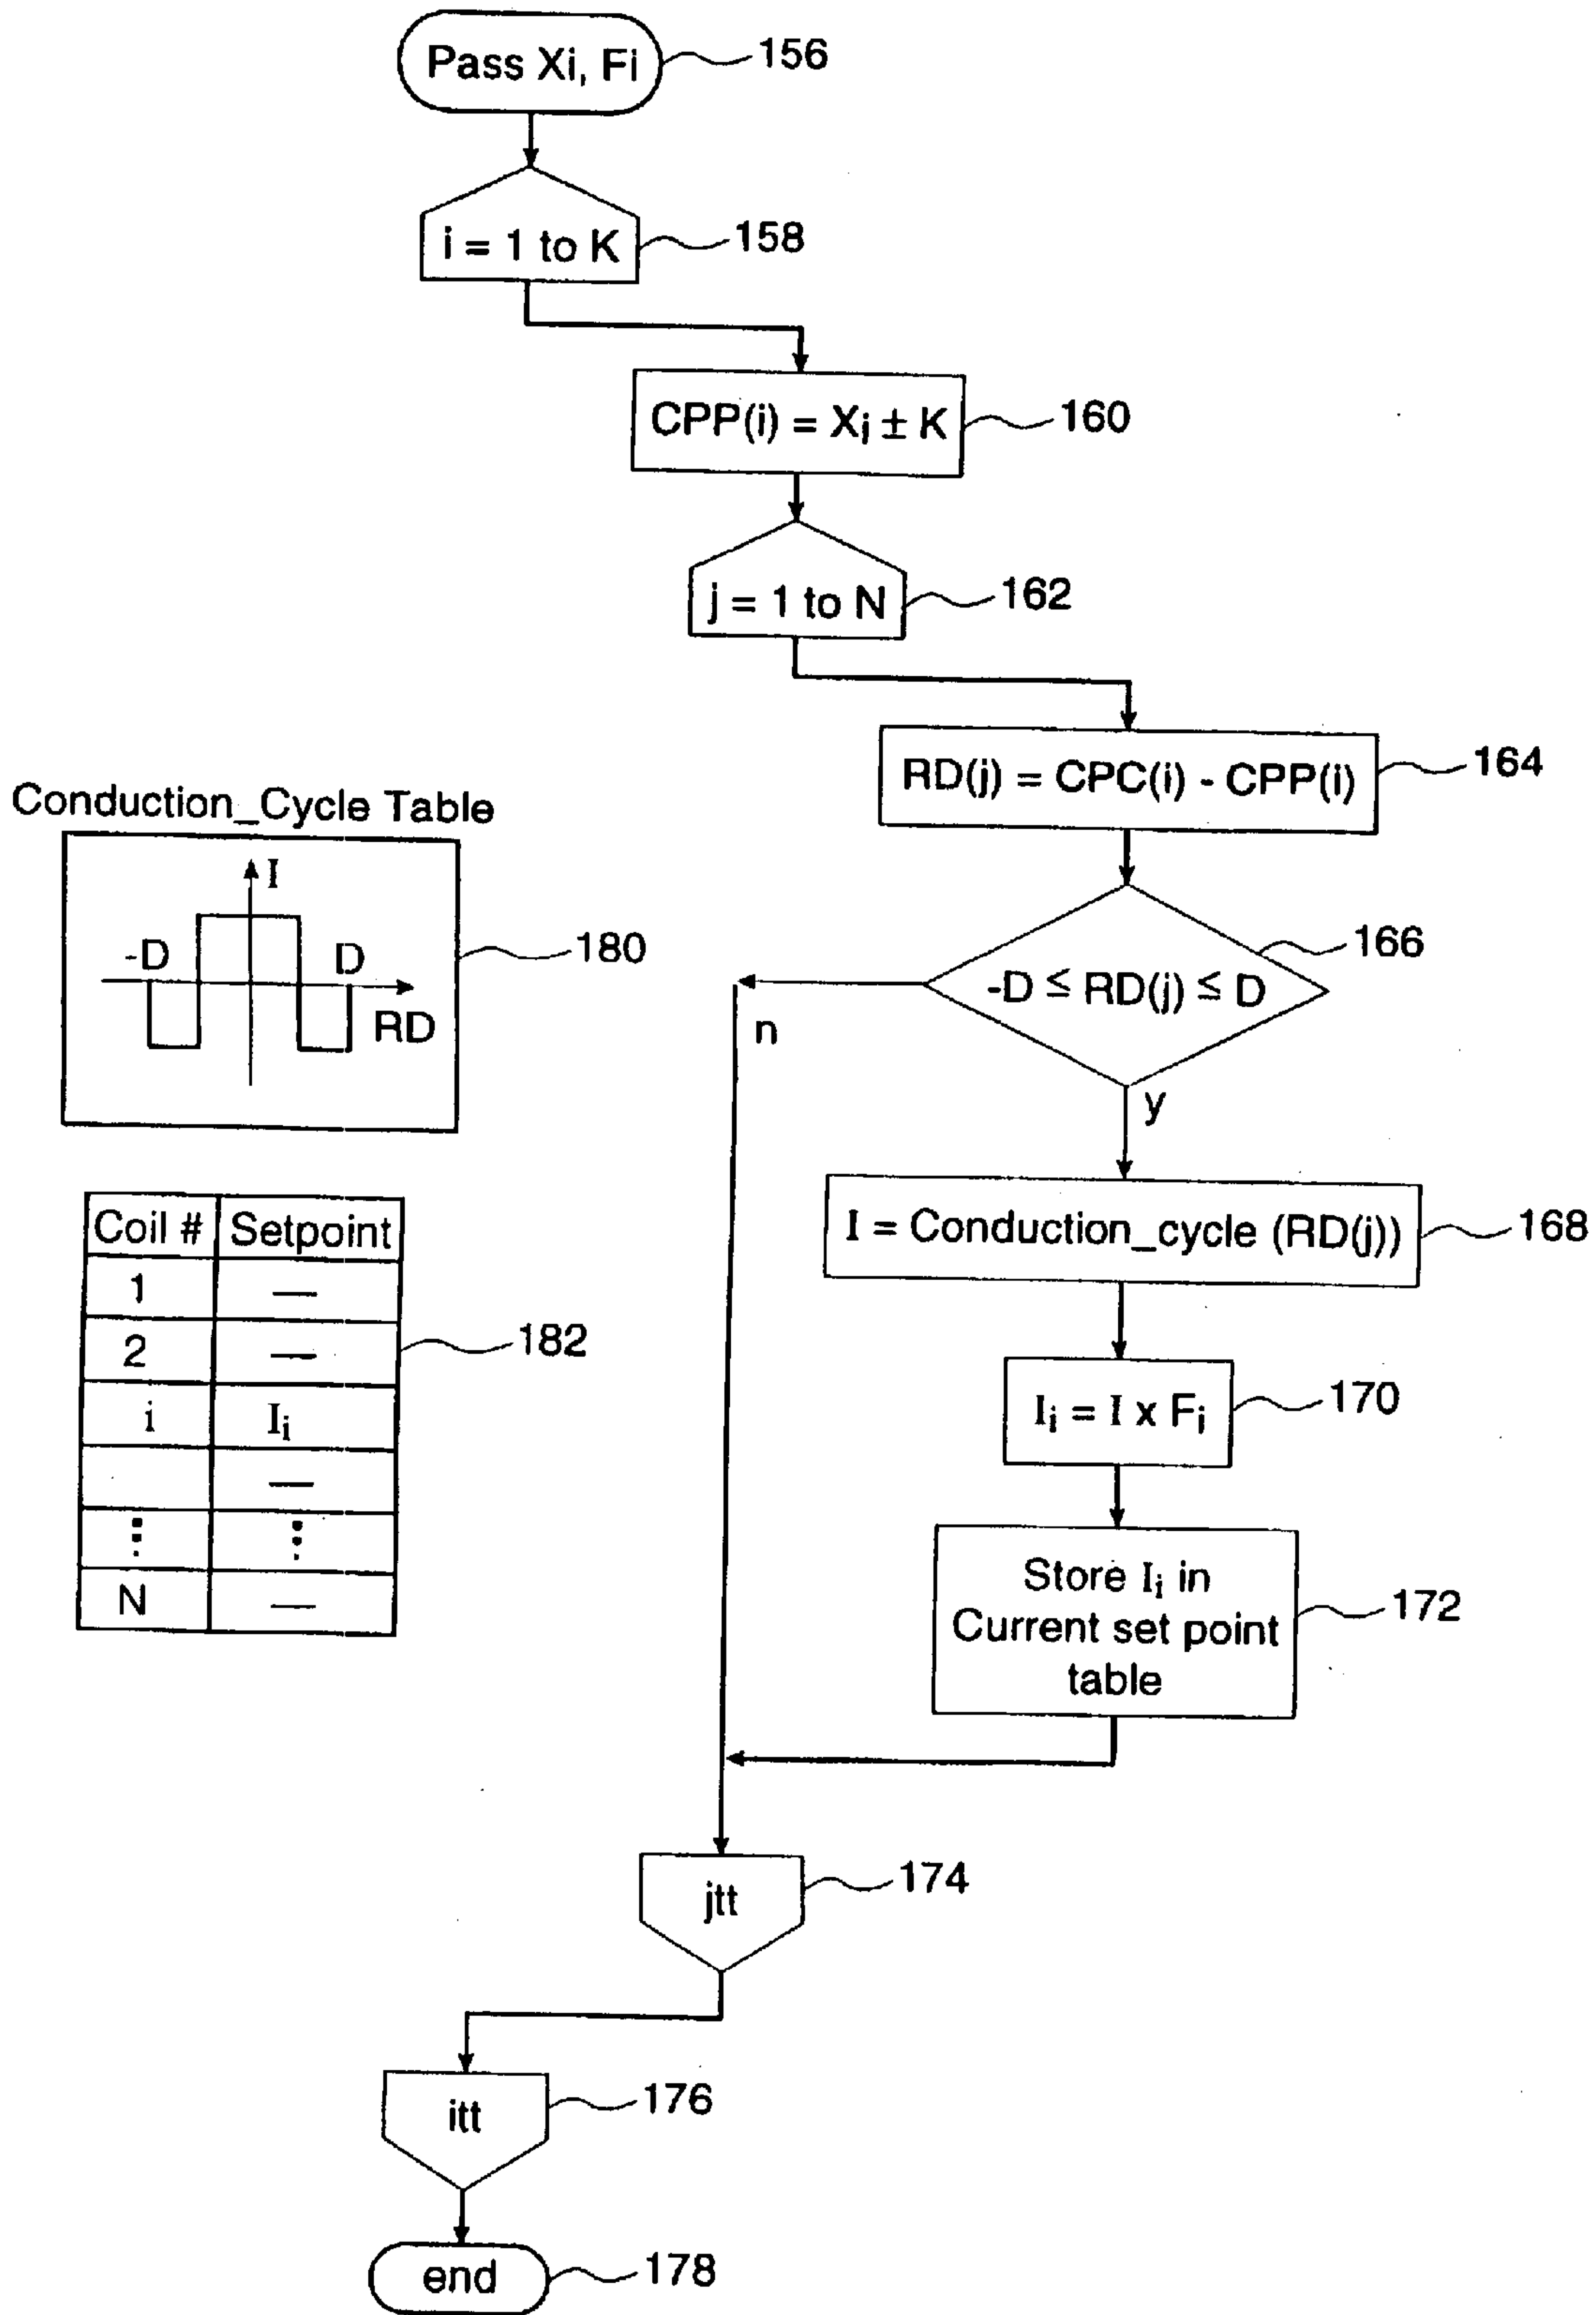 Pass Xi, Fi
156
i = 1 to K
158
CPP(i) = Xi ± K
160
j = 1 to N
162
RD(j) = CPC(i) - CPP(i)
164
-D ≤ RD(j) ≤ D
166
n
y
I = Conduction_cycle (RD(j))
168
Ii = I x Fi
170
Store Ii in
Current set point
table
172
jtt
174
itt
176
end
178
Conduction_Cycle Table
I
-D
D
RD
180
Coil # Setpoint
1 —
2 —
i Ii
—
⋮ ⋮
N —
182